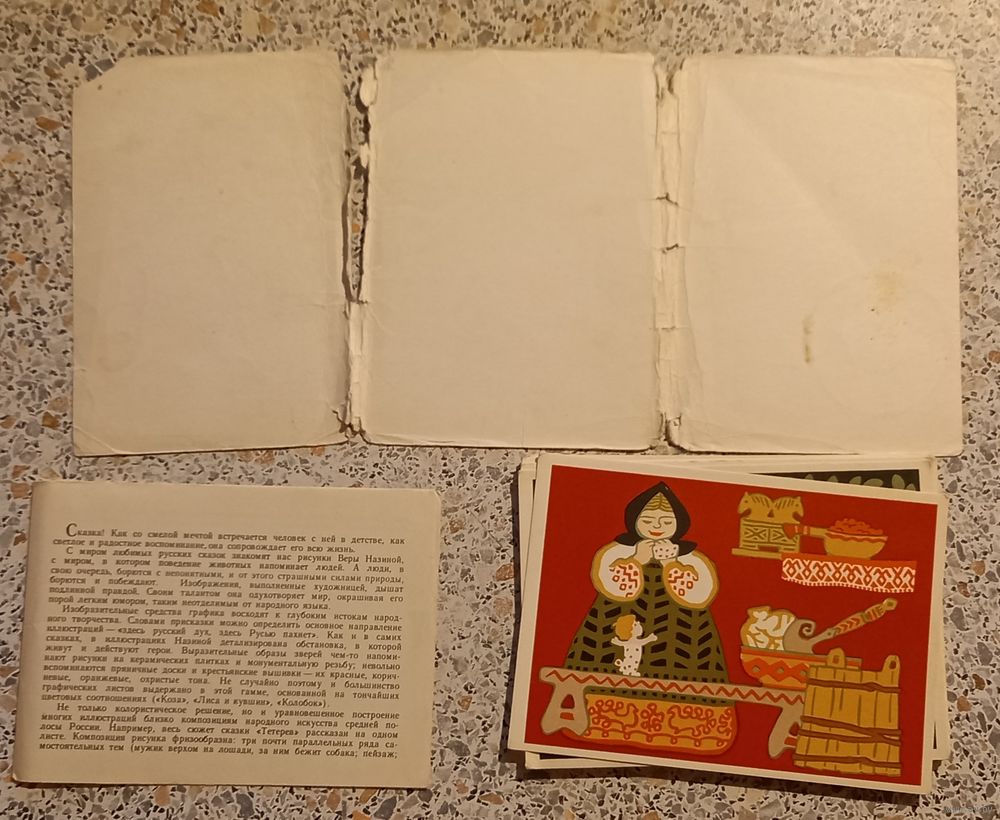 Сказка! Как со смелой мечтой встречается человек с ней в детстве, как
светлое и радостное воспоминание, она сопровождает его всю жизнь.
С миром любимых русских сказок знакомят нас рисунки Веры Назиной,
с миром, в котором поведение животных напоминает людей. А люди, в
свою очередь, борются с непонятными, и от этого страшными силами природы,
борются и побеждают. Изображения, выполненные художницей, дышат
подлинной правдой. Своим талантом она одухотворяет мир, окрашивая его
порой легким юмором, таким неотделимым от народного языка.
Изобразительные средства графика восходят к глубоким истокам народ-
ного творчества. Словами присказки можно определить основное направление
иллюстраций — «здесь русский дух, здесь Русью пахнет». Как и в самих
сказках, в иллюстрациях Назиной детализирована обстановка, в которой
живут и действуют герои. Выразительные образы зверей чем-то напоми-
нают рисунки на керамических плитках и монументальную резьбу; невольно
вспоминаются пряничные доски и крестьянские вышивки — их красные, корич-
невые, оранжевые, охристые тона. Не случайно поэтому и большинство
графических листов выдержано в этой гамме, основанной на тончайших
цветовых соотношениях («Коза», «Лиса и кувшин», «Колобок»).
Не только колористическое решение, но и уравновешенное построение
многих иллюстраций близко композициям народного искусства средней по-
лосы России. Например, весь сюжет сказки «Тетерев» рассказан на одном
листе. Композиция рисунка фризообразна: три почти параллельных ряда са-
мостоятельных тем (мужик верхом на лошади, за ним бежит собака; пейзаж;